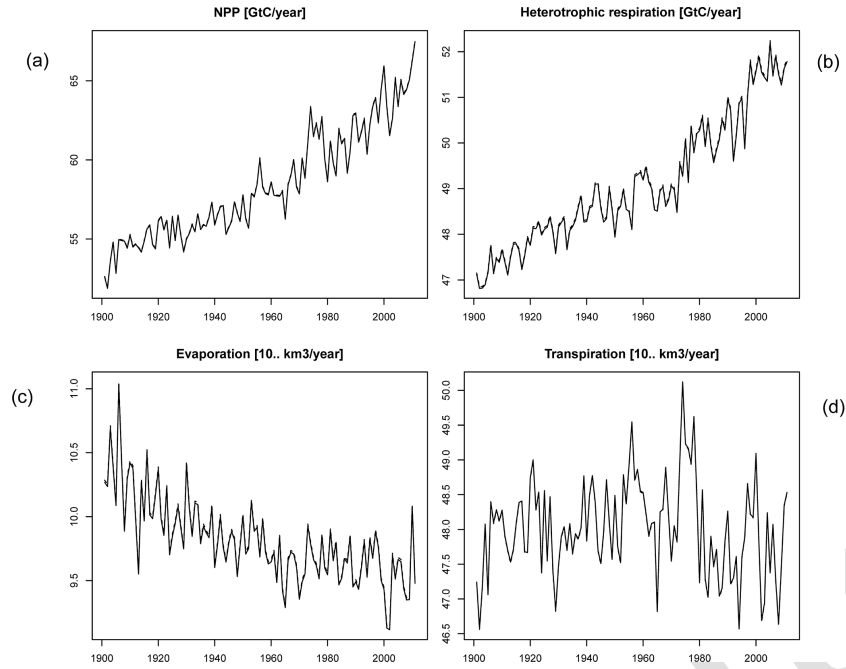 NPP [GtC/year]
Heterotrophic respiration [GtC/year]
(a)
(b)
65
60
55
52
51
50
49
48
47
1900 1920 1940 1960 1980 2000
1900 1920 1940 1960 1980 2000
Evaporation [10.. km3/year]
Transpiration [10.. km3/year]
(c)
(d)
11.0
10.5
10.0
9.5
50.0
49.5
49.0
48.5
48.0
47.5
47.0
46.5
1900 1920 1940 1960 1980 2000
1900 1920 1940 1960 1980 2000